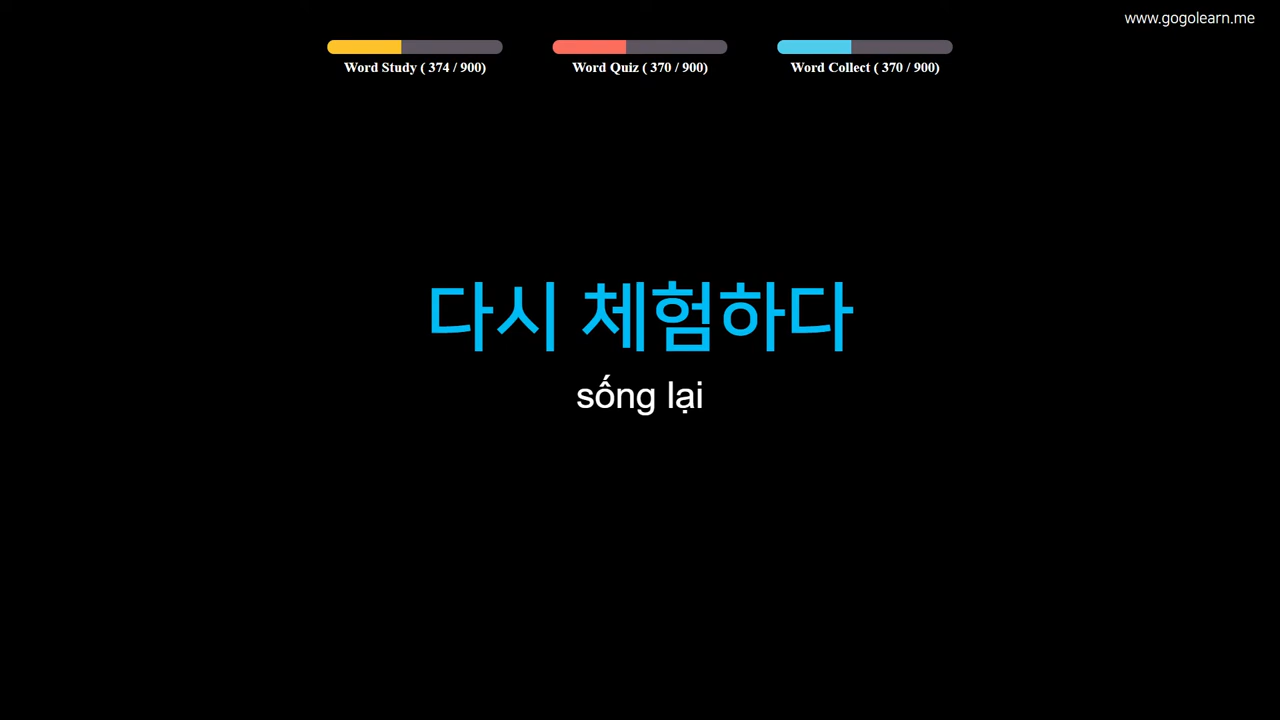 www.gogolearn.me
Word Study ( 374 / 900)
Word Quiz ( 370 / 900)
Word Collect ( 370 / 900)
다시 체험하다
sống lại